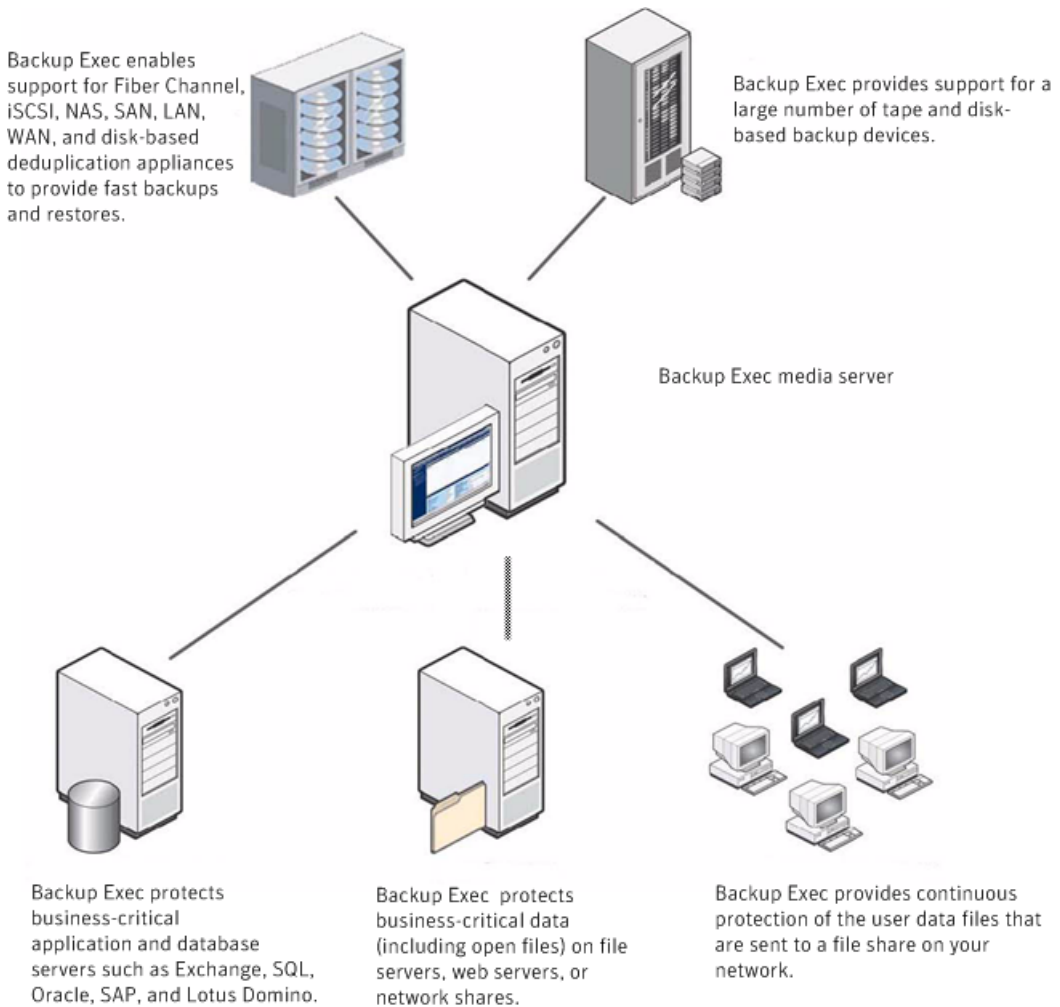 Backup Exec enables
support for Fiber Channel,
iSCSI, NAS, SAN, LAN,
WAN, and disk-based
deduplication appliances
to provide fast backups
and restores.
Backup Exec provides support for a
large number of tape and disk-
based backup devices.
Backup Exec media server
Backup Exec protects
business-critical
application and database
servers such as Exchange, SQL,
Oracle, SAP, and Lotus Domino.
Backup Exec protects
business-critical data
(including open files) on file
servers, web servers, or
network shares.
Backup Exec provides continuous
protection of the user data files that
are sent to a file share on your
network.